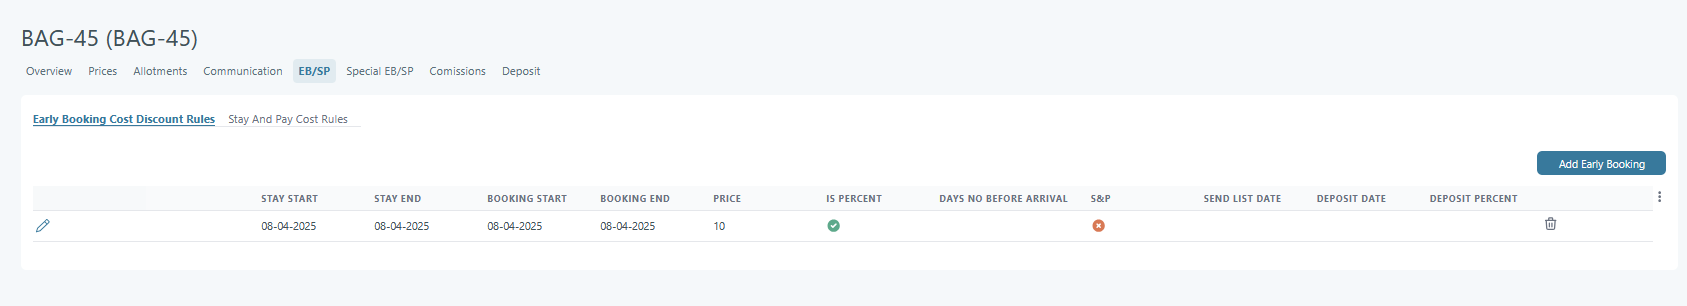 BAG-45 (BAG-45)
Overview Prices Allotments Communication EB/SP Special EB/SP Comissions Deposit
Early Booking Cost Discount Rules Stay And Pay Cost Rules
Add Early Booking
STAY START STAY END BOOKING START BOOKING END PRICE IS PERCENT DAYS NO BEFORE ARRIVAL S&P SEND LIST DATE DEPOSIT DATE DEPOSIT PERCENT
08-04-2025 08-04-2025 08-04-2025 08-04-2025 10